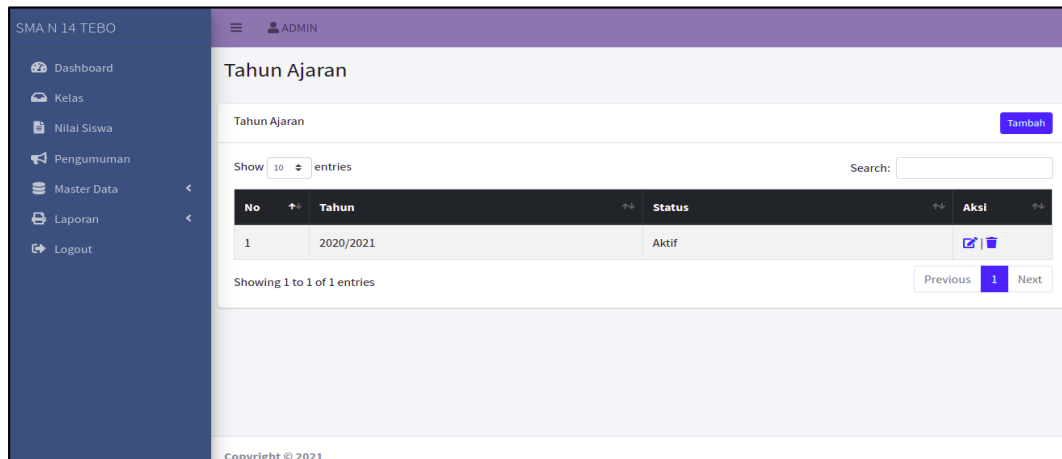 SMA N 14 TEBO
ADMIN
Dashboard
Kelas
Nilai Siswa
Pengumuman
Master Data
Laporan
Logout
Tahun Ajaran
Tahun Ajaran
Tambah
Show 10 entries
Search:
No Tahun Status Aksi
1 2020/2021 Aktif |
Showing 1 to 1 of 1 entries
Previous 1 Next
Copyright © 2021